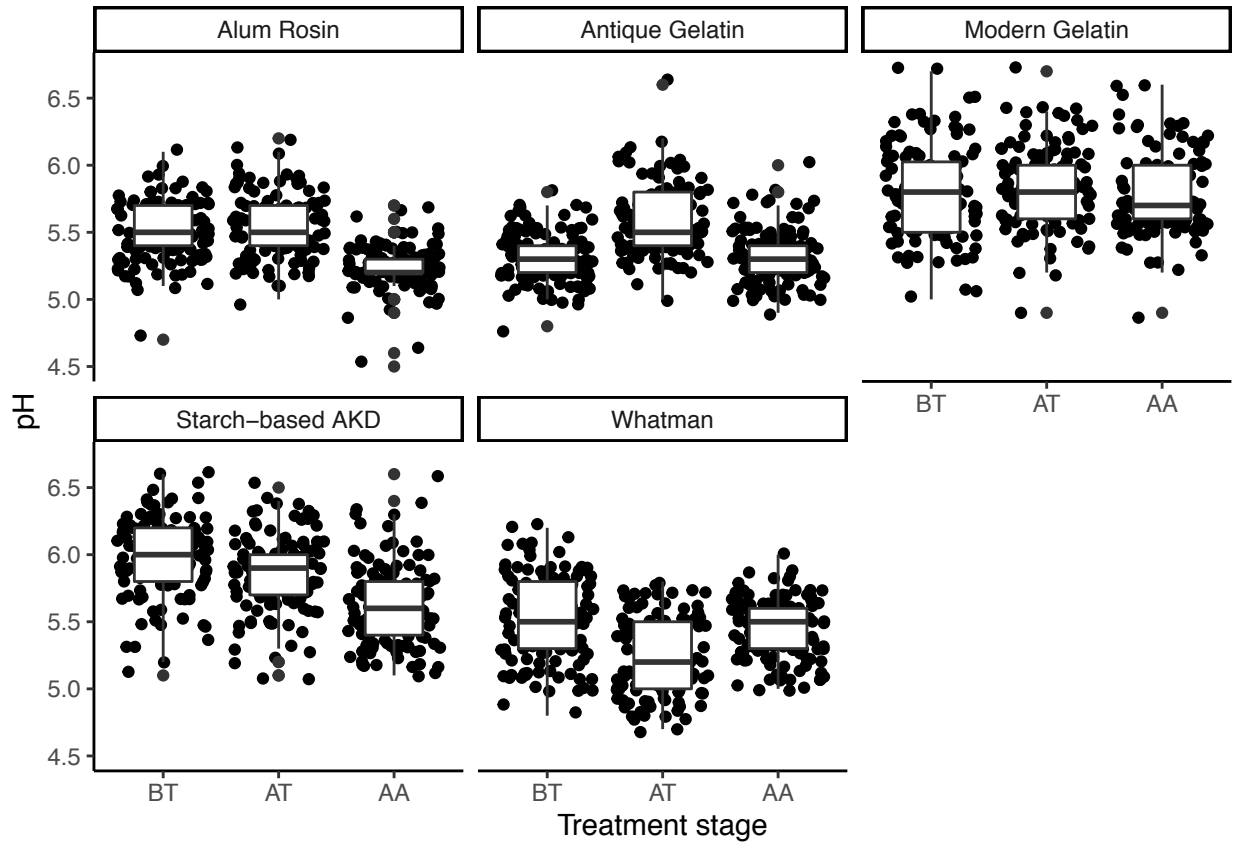 Alum Rosin
Antique Gelatin
Modern Gelatin
6.5
6.0
5.5
5.0
4.5
BT AT AA
pH
Starch−based AKD
Whatman
6.5
6.0
5.5
5.0
4.5
BT AT AA
BT AT AA
Treatment stage